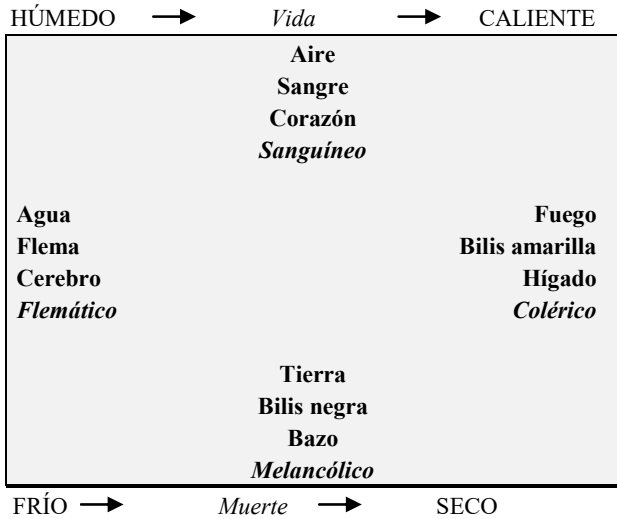 HÚMEDO → Vida → CALIENTE
Aire
Sangre
Corazón
Sanguíneo
Agua Fuego
Flema Bilis amarilla
Cerebro Hígado
Flemático Colérico
Tierra
Bilis negra
Bazo
Melancólico
FRÍO → Muerte → SECO